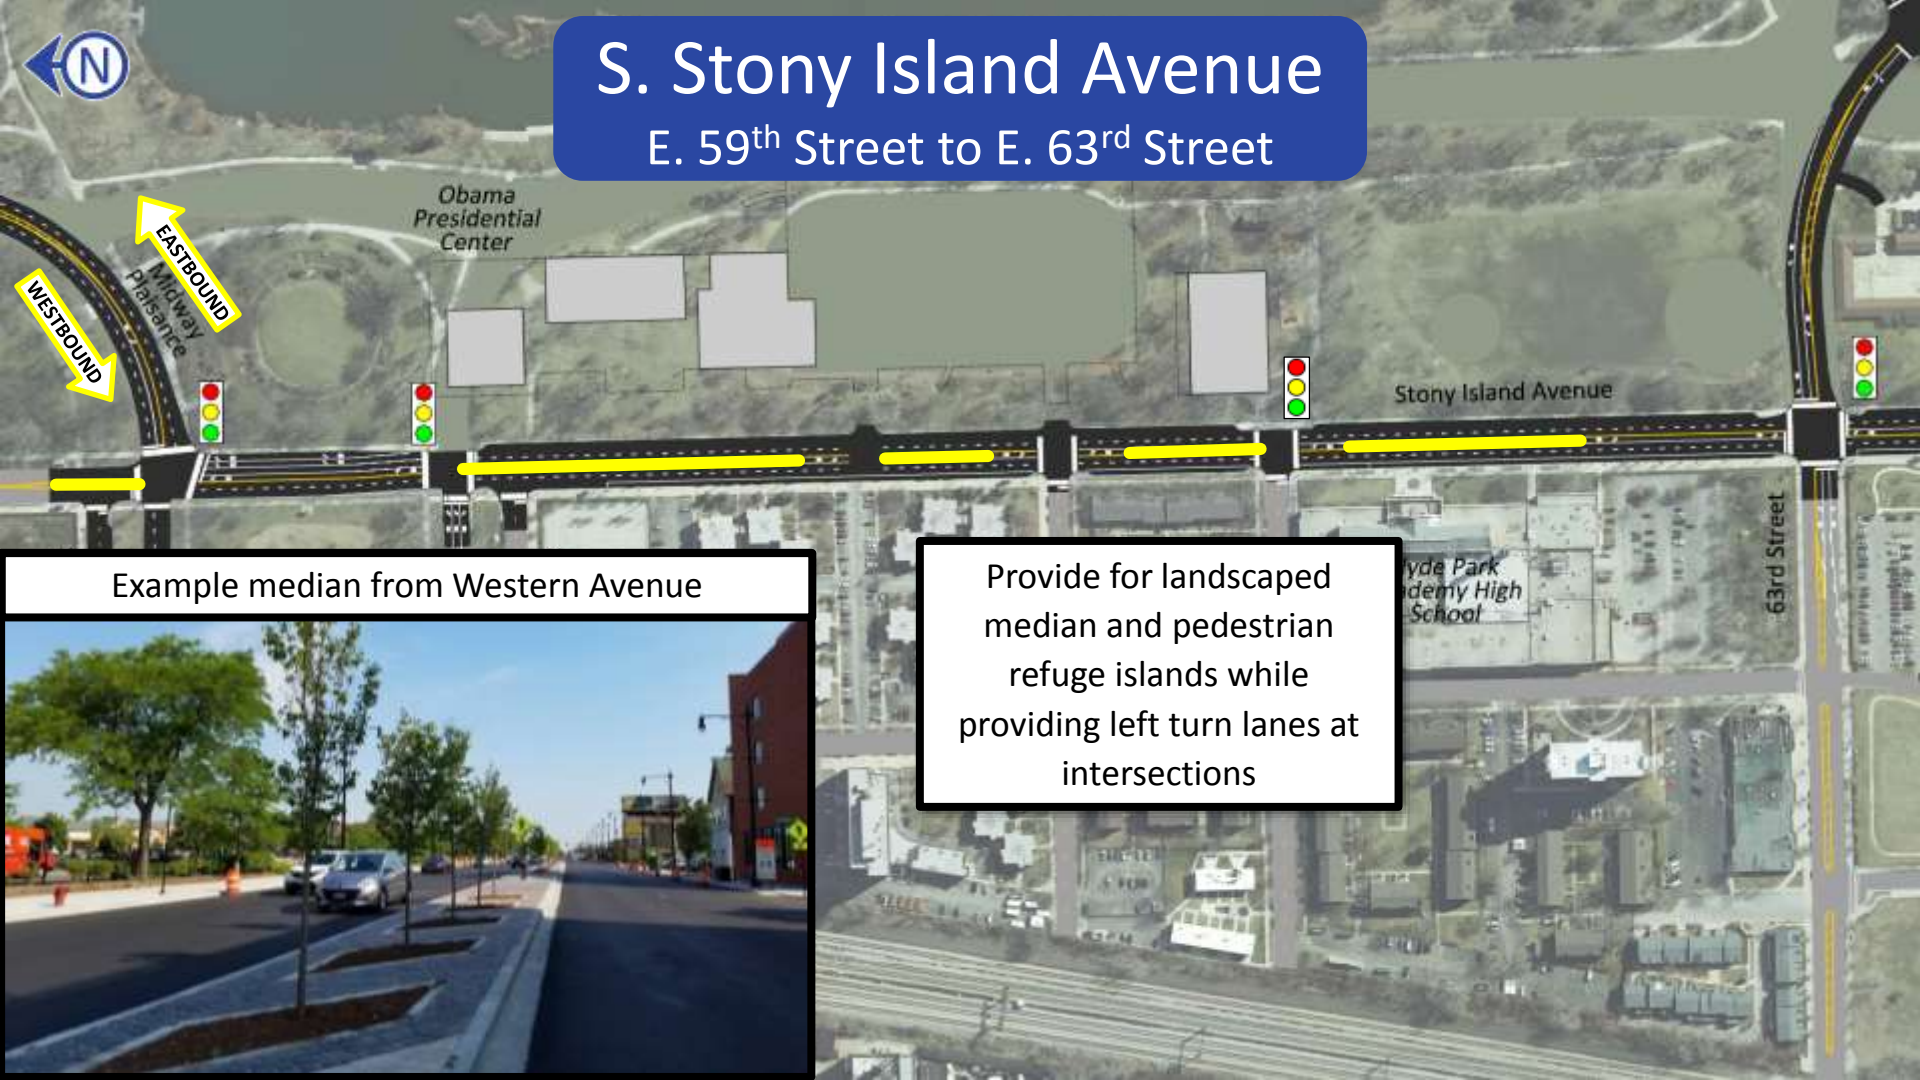 N
S. Stony Island Avenue
E. 59th Street to E. 63rd Street
Obama
Presidential
Center
EASTBOUND
WESTBOUND
Midway
Plaisance
Stony Island Avenue
63rd Street
Example median from Western Avenue
Provide for landscaped
median and pedestrian
refuge islands while
providing left turn lanes at
intersections
yde Park
ademy High
School